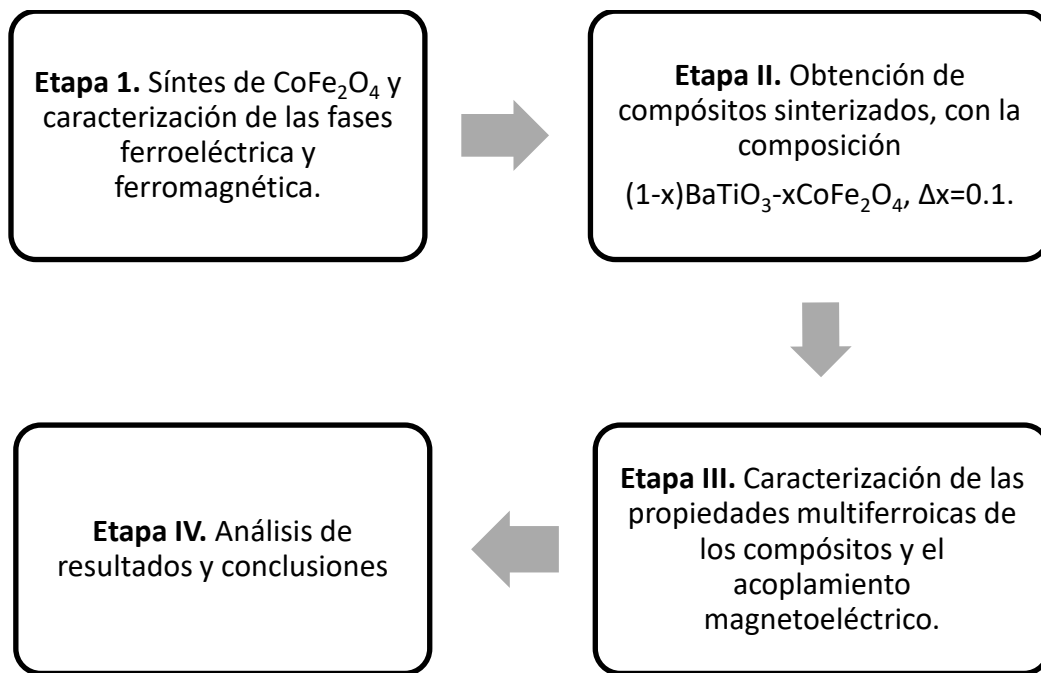 Etapa 1. Síntes de CoFe₂O₄ y
caracterización de las fases
ferroeléctrica y
ferromagnética.
Etapa II. Obtención de
compósitos sinterizados, con la
composición
(1-x)BaTiO₃-xCoFe₂O₄, Δx=0.1.
Etapa III. Caracterización de las
propiedades multiferroicas de
los compósitos y el
acoplamiento
magnetoeléctrico.
Etapa IV. Análisis de
resultados y conclusiones